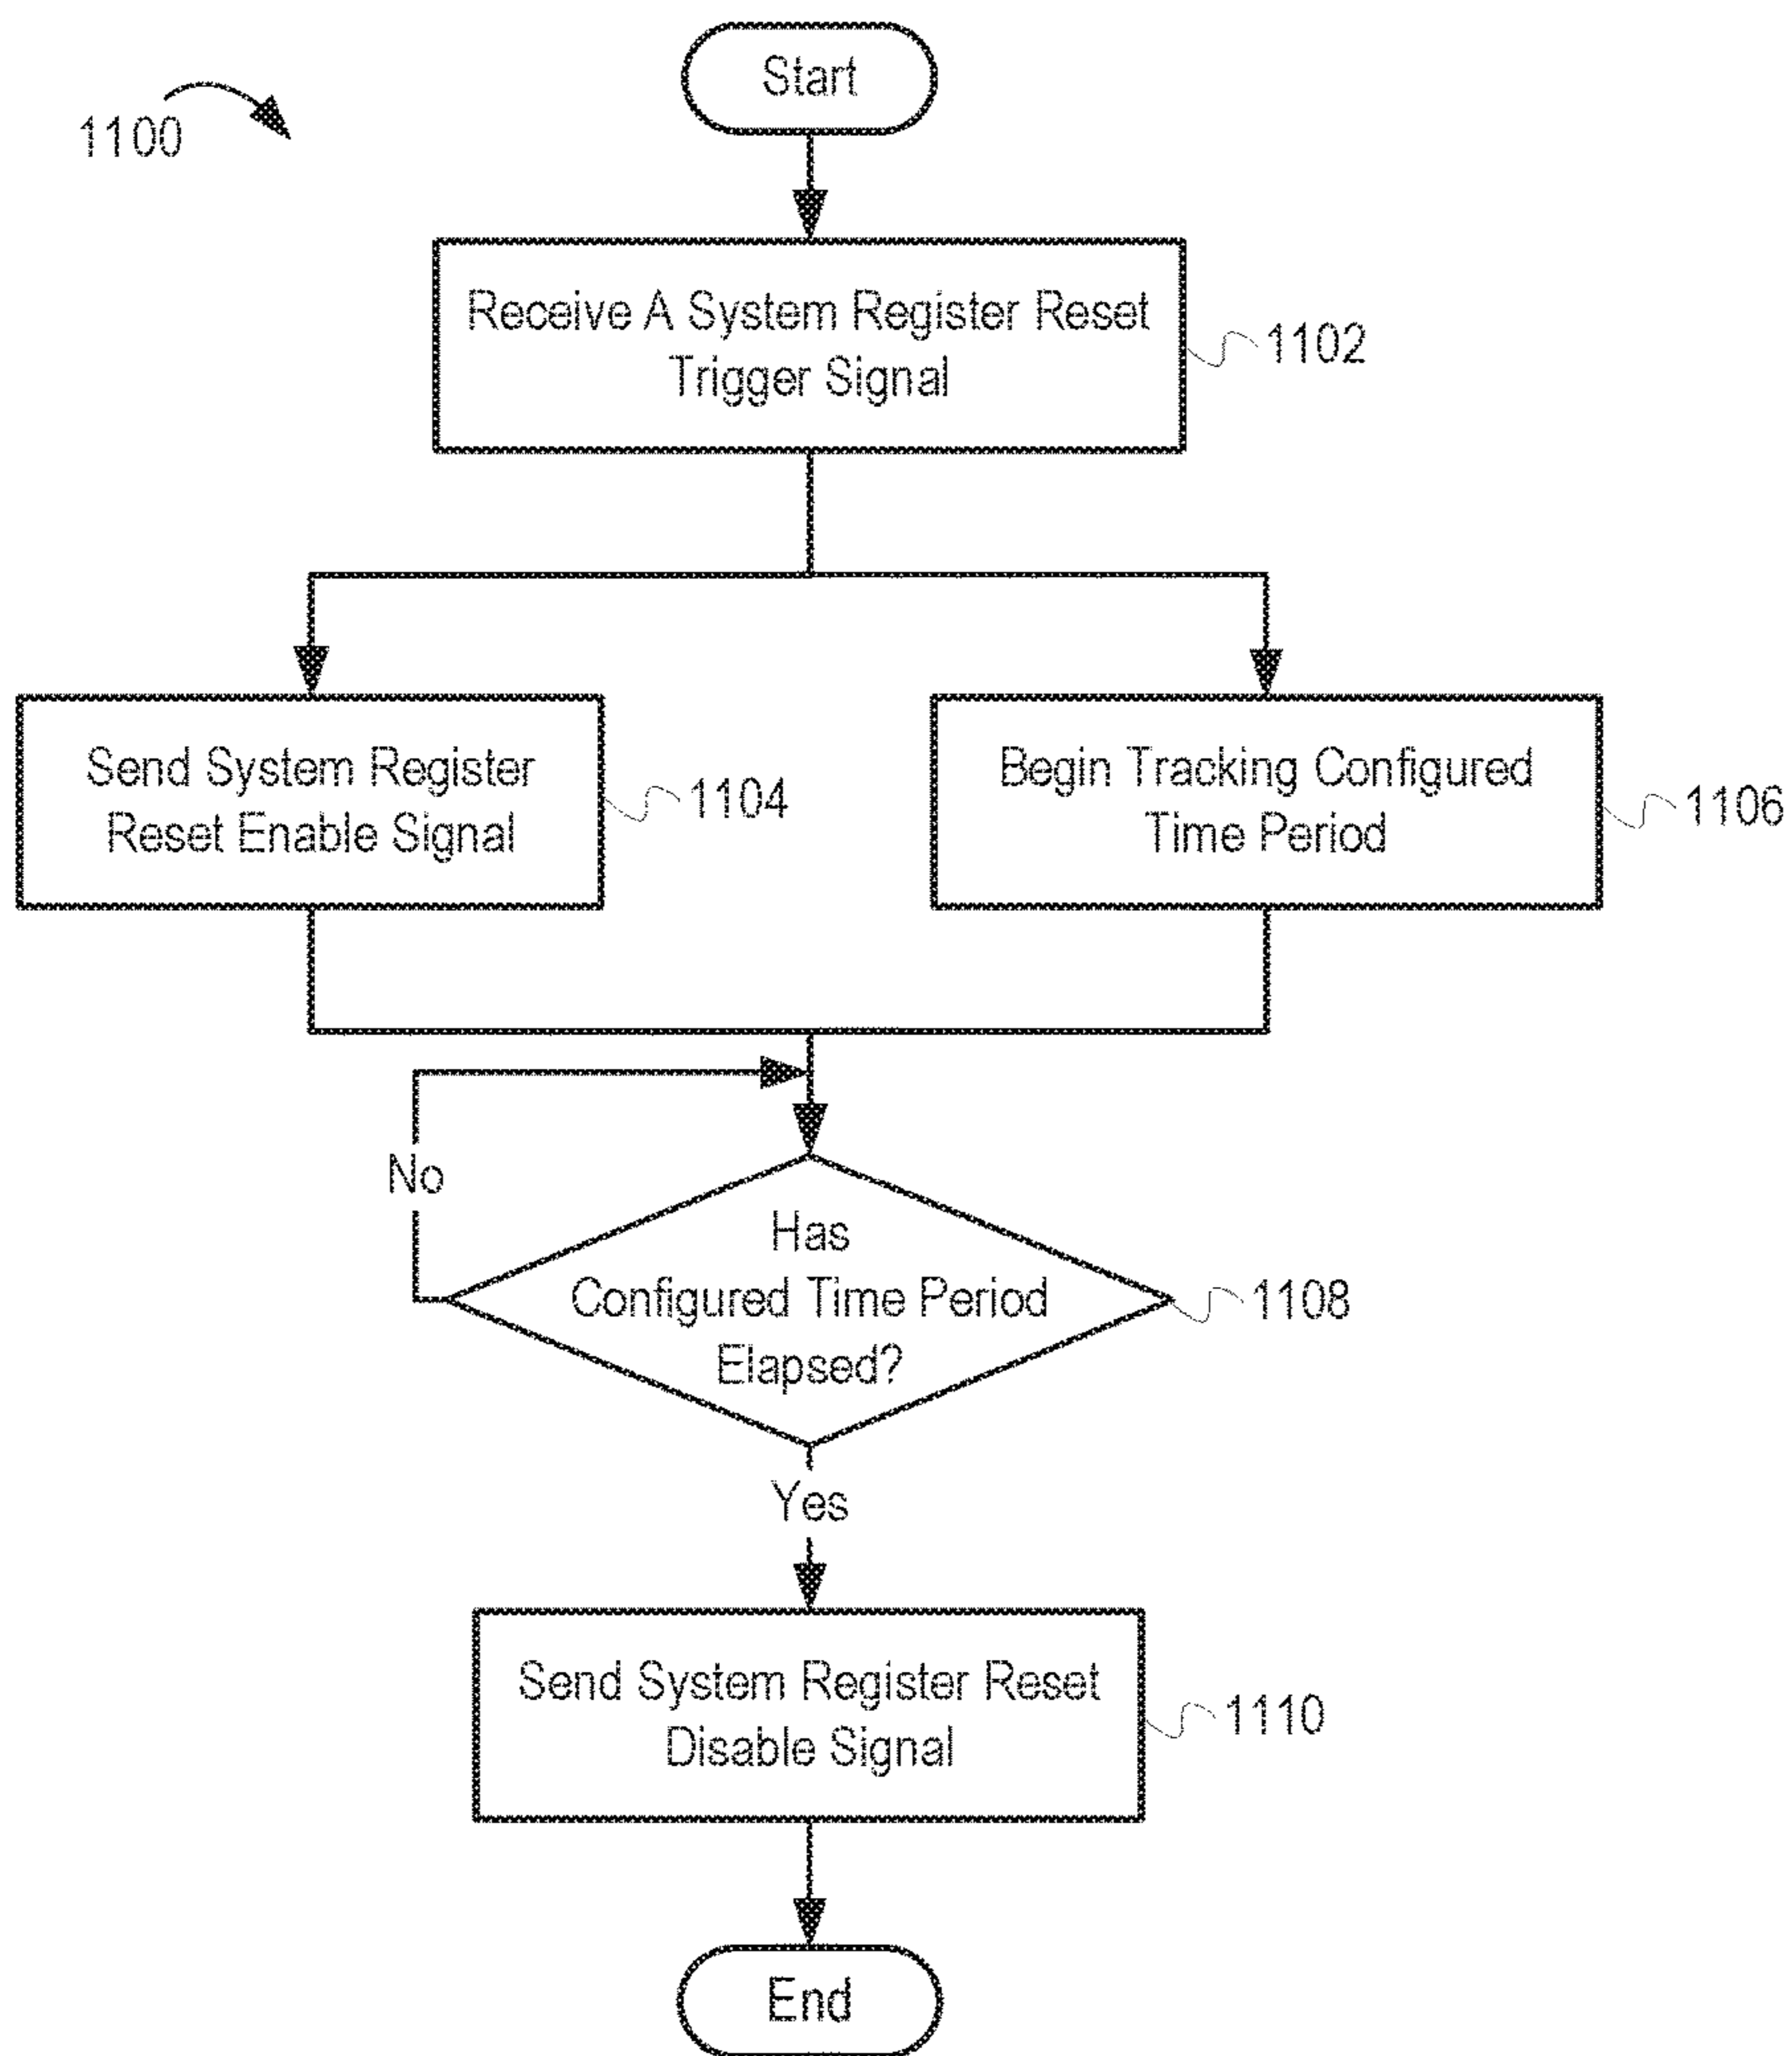 Start
1100
Receive A System Register Reset
Trigger Signal
1102
Send System Register
Reset Enable Signal
1104
Begin Tracking Configured
Time Period
1106
No
Has
Configured Time Period
Elapsed?
1108
Yes
Send System Register Reset
Disable Signal
1110
End